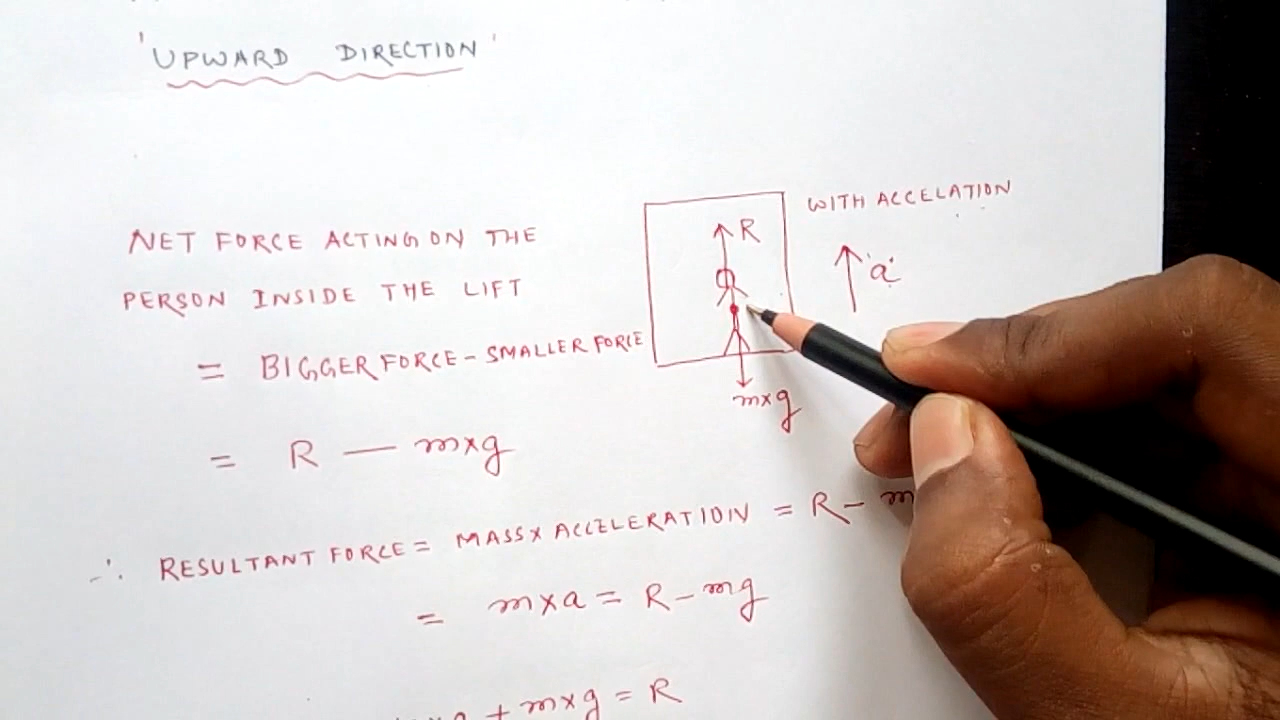 'UPWARD DIRECTION'
WITH ACCELATION
R
'a'
NET FORCE ACTING ON THE
PERSON INSIDE THE LIFT
= BIGGER FORCE - SMALLER FORCE
m×g
= R — m×g
∴ RESULTANT FORCE = MASS × ACCELERATION = R - m
= m×a = R - mg
+ m×g = R